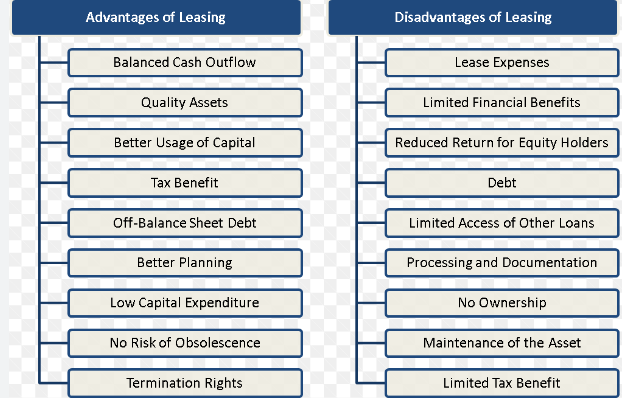 Advantages of Leasing
Balanced Cash Outflow
Quality Assets
Better Usage of Capital
Tax Benefit
Off-Balance Sheet Debt
Better Planning
Low Capital Expenditure
No Risk of Obsolescence
Termination Rights
Disadvantages of Leasing
Lease Expenses
Limited Financial Benefits
Reduced Return for Equity Holders
Debt
Limited Access of Other Loans
Processing and Documentation
No Ownership
Maintenance of the Asset
Limited Tax Benefit